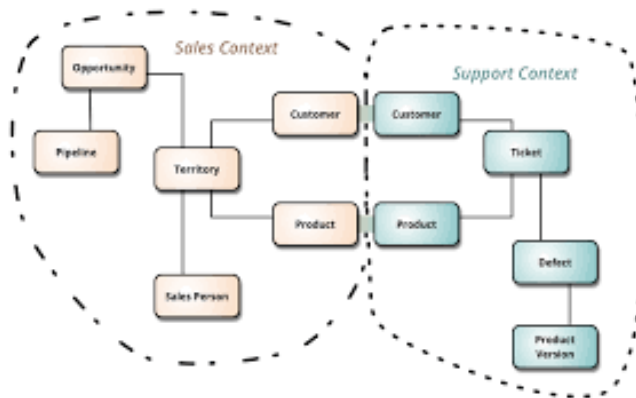 Sales Context
Opportunity
Support Context
Customer
Customer
Pipeline
Territory
Ticket
Product
Product
Defect
Sales Person
Product
Version